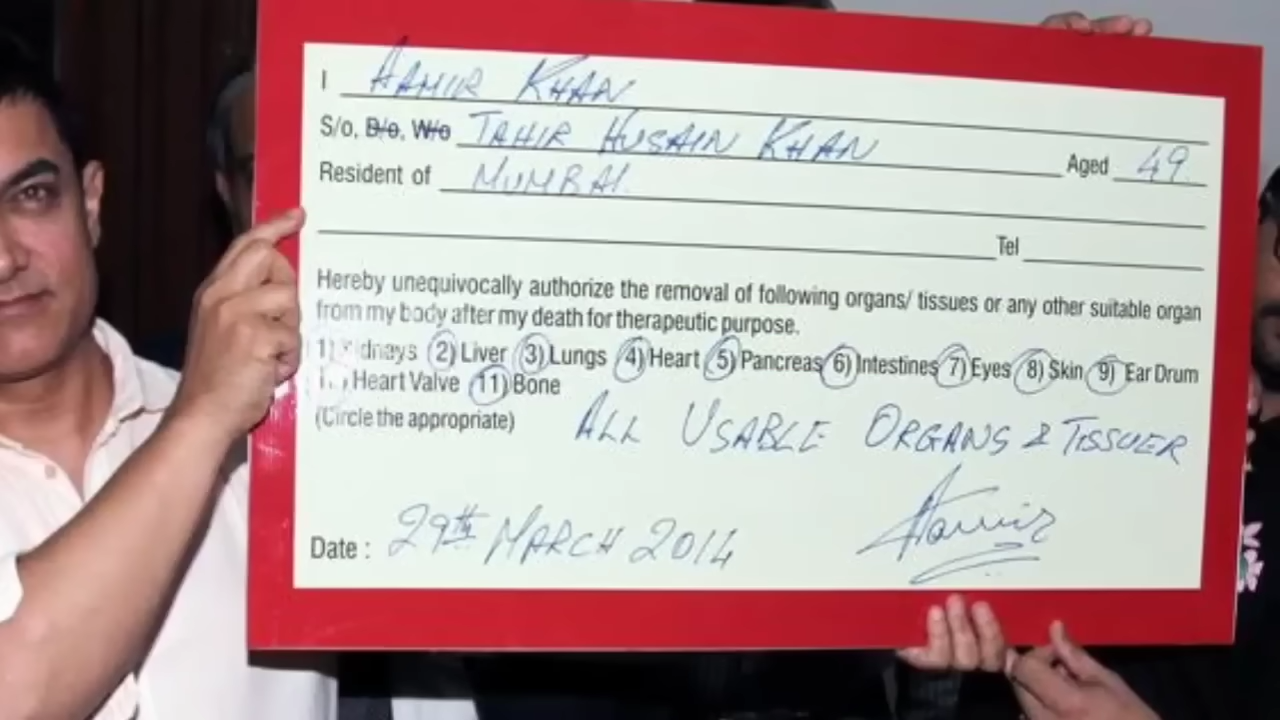 I AAMIR KHAN
S/o, D/o, W/o TAHIR HUSAIN KHAN Aged 49.
Resident of MUMBAI.
Tel
Hereby unequivocally authorize the removal of following organs/ tissues or any other suitable organ
from my body after my death for therapeutic purpose.
1) Kidneys 2) Liver 3) Lungs 4) Heart 5) Pancreas 6) Intestines 7) Eyes 8) Skin 9) Ear Drum
Heart Valve 11) Bone
(Circle the appropriate) ALL USABLE ORGANS & TISSUER
Aamir
Date : 29th MARCH 2014